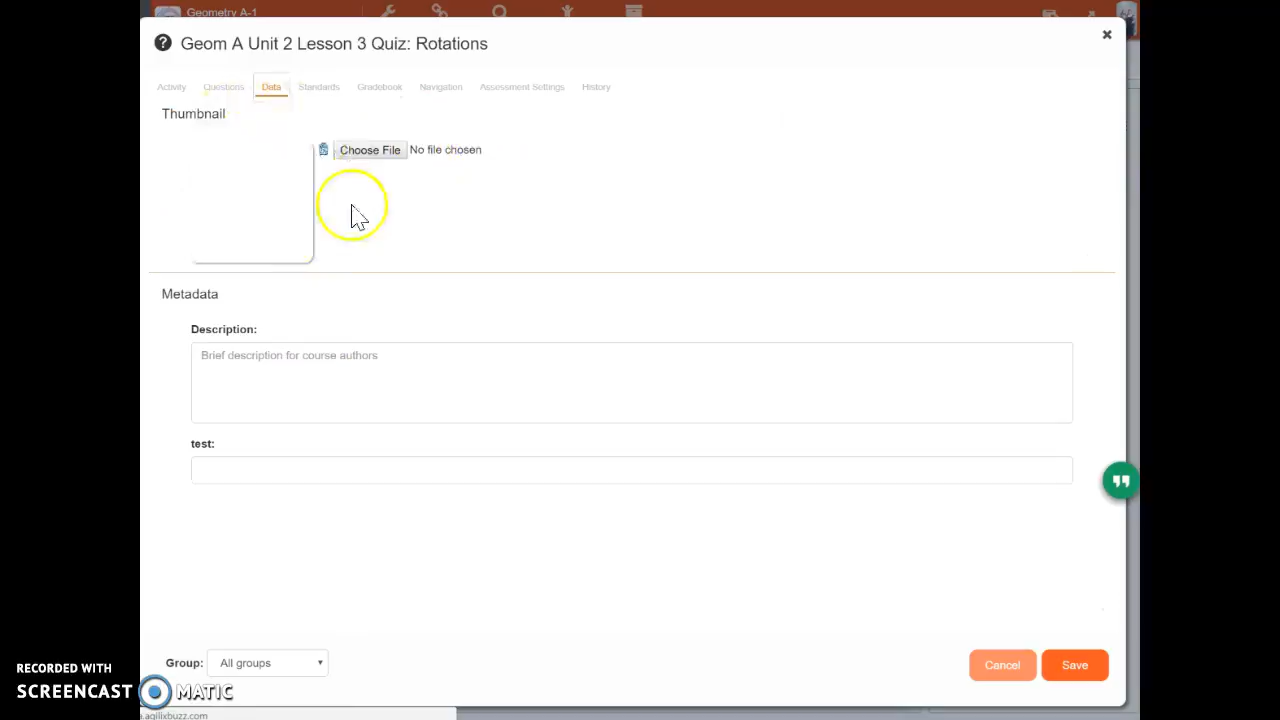 Geometry A-1
Geom A Unit 2 Lesson 3 Quiz: Rotations
Activity Questions Data Standards Gradebook Navigation Assessment Settings History
Thumbnail
Choose File No file chosen
Metadata
Description:
Brief description for course authors
test:
Group: All groups
Cancel Save
RECORDED WITH
SCREENCAST MATIC
.agilixbuzz.com